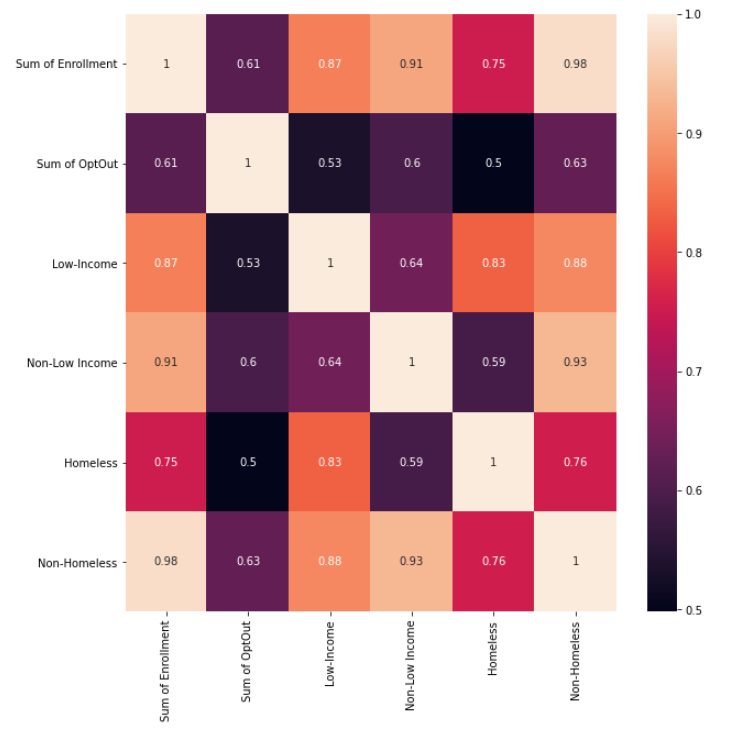 Sum of Enrollment 1 0.61 0.87 0.91 0.75 0.98
Sum of OptOut 0.61 1 0.53 0.6 0.5 0.63
Low-Income 0.87 0.53 1 0.64 0.83 0.88
Non-Low Income 0.91 0.6 0.64 1 0.59 0.93
Homeless 0.75 0.5 0.83 0.59 1 0.76
Non-Homeless 0.98 0.63 0.88 0.93 0.76 1
Sum of Enrollment
Sum of OptOut
Low-Income
Non-Low Income
Homeless
Non-Homeless
1.0
0.9
0.8
0.7
0.6
0.5